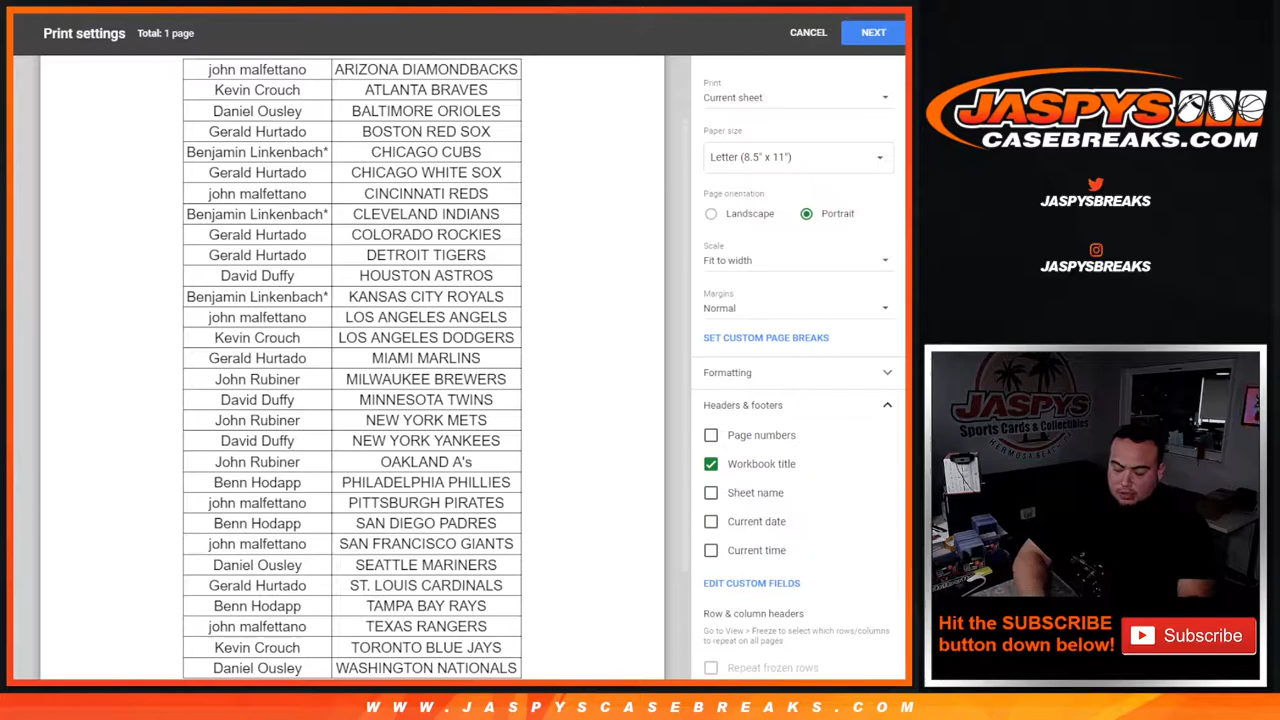 Print settings Total: 1 page CANCEL NEXT
john malfettano ARIZONA DIAMONDBACKS
Kevin Crouch ATLANTA BRAVES
Daniel Ousley BALTIMORE ORIOLES
Gerald Hurtado BOSTON RED SOX
Benjamin Linkenbach* CHICAGO CUBS
Gerald Hurtado CHICAGO WHITE SOX
john malfettano CINCINNATI REDS
Benjamin Linkenbach* CLEVELAND INDIANS
Gerald Hurtado COLORADO ROCKIES
Gerald Hurtado DETROIT TIGERS
David Duffy HOUSTON ASTROS
Benjamin Linkenbach* KANSAS CITY ROYALS
john malfettano LOS ANGELES ANGELS
Kevin Crouch LOS ANGELES DODGERS
Gerald Hurtado MIAMI MARLINS
John Rubiner MILWAUKEE BREWERS
David Duffy MINNESOTA TWINS
John Rubiner NEW YORK METS
David Duffy NEW YORK YANKEES
John Rubiner OAKLAND A's
Benn Hodapp PHILADELPHIA PHILLIES
john malfettano PITTSBURGH PIRATES
Benn Hodapp SAN DIEGO PADRES
john malfettano SAN FRANCISCO GIANTS
Daniel Ousley SEATTLE MARINERS
Gerald Hurtado ST. LOUIS CARDINALS
Benn Hodapp TAMPA BAY RAYS
john malfettano TEXAS RANGERS
Kevin Crouch TORONTO BLUE JAYS
Daniel Ousley WASHINGTON NATIONALS
Print
Current sheet
Paper size
Letter (8.5" x 11")
Page orientation
Landscape Portrait
Scale
Fit to width
Margins
Normal
SET CUSTOM PAGE BREAKS
Formatting
Headers & footers
Page numbers
Workbook title
Sheet name
Current date
Current time
EDIT CUSTOM FIELDS
Row & column headers
Go to View > Freeze to select which rows/columns
to repeat on all pages
Repeat frozen rows
JASPYS
CASEBREAKS.COM
JASPYSBREAKS
JASPYSBREAKS
JASPYS
Sports Cards & Collectibles
HERMOSA BEACH
Hit the SUBSCRIBE
button down below!
Subscribe
WWW.JASPYSCASEBREAKS.COM